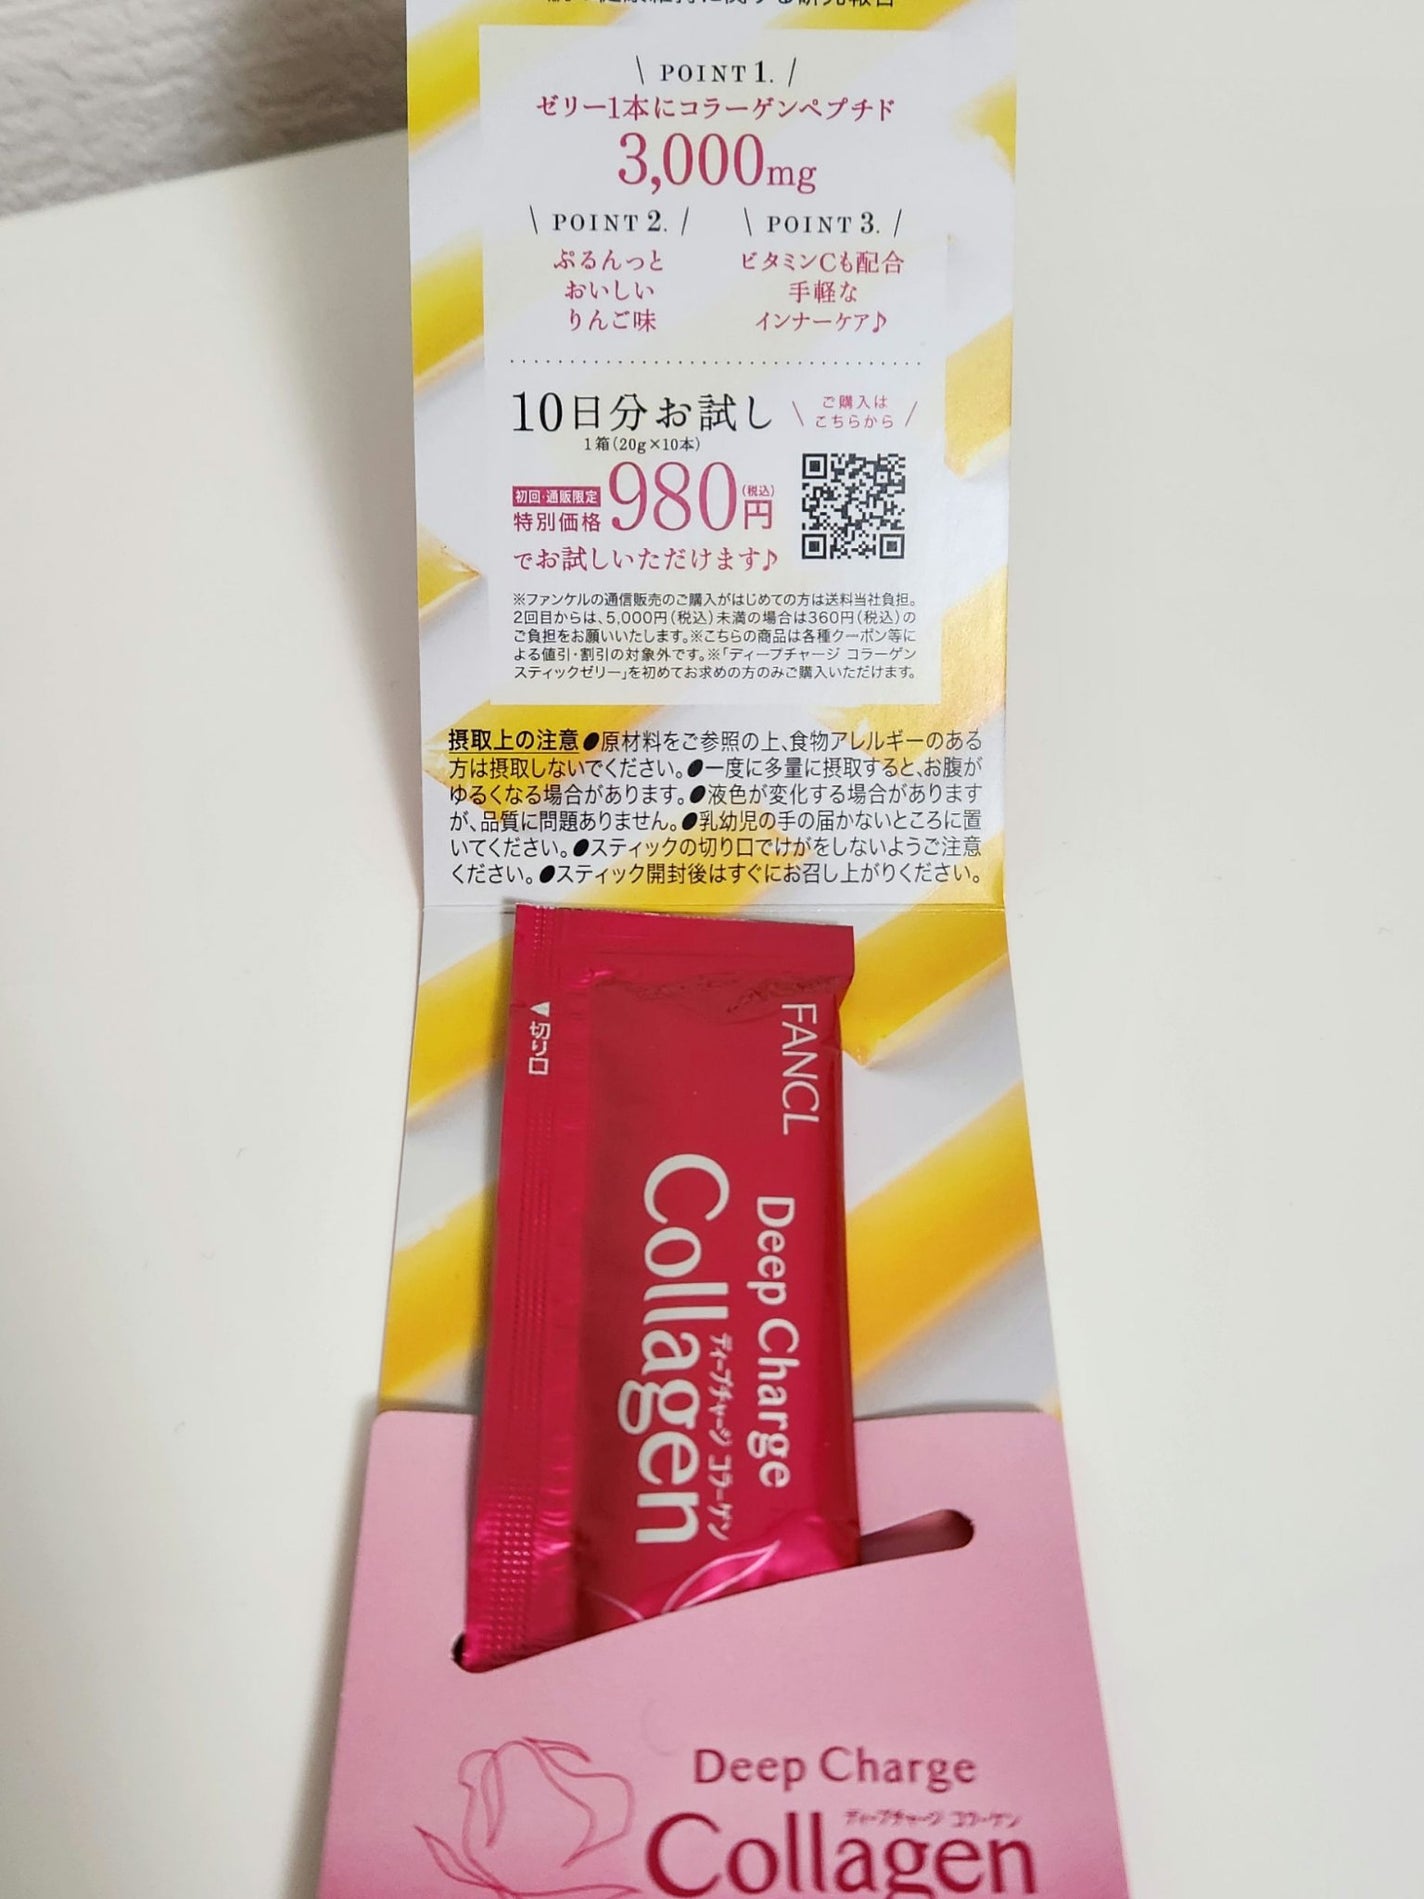 健康維持に関する研究報告
POINT 1.
ゼリー1本にコラーゲンペプチド
3,000mg
POINT 2.
ぷるんっと
おいしい
りんご味
POINT 3.
ビタミンCも配合
手軽な
インナーケア♪
10日分お試し
1箱(20g×10本)
ご購入は
こちらから
初回・通販限定
特別価格
980円(税込)
でお試しいただけます♪
※ファンケルの通信販売のご購入がはじめての方は送料当社負担。
2回目からは、5,000円(税込)未満の場合は360円(税込)の
ご負担をお願いいたします。※こちらの商品は各種クーポン等に
よる値引・割引の対象外です。※「ディープチャージ コラーゲン
スティックゼリー」を初めてお求めの方のみご購入いただけます。
摂取上の注意●原材料をご参照の上、食物アレルギーのある
方は摂取しないでください。●一度に多量に摂取すると、お腹が
ゆるくなる場合があります。●液色が変化する場合があります
が、品質に問題ありません。●乳幼児の手の届かないところに置
いてください。●スティックの切り口でけがをしないようご注意
ください。●スティック開封後はすぐにお召し上がりください。
◀切り口
FANCL
Deep Charge
ディープチャージ コラーゲン
Collagen
Deep Charge
ディープチャージ コラーゲン
Collagen